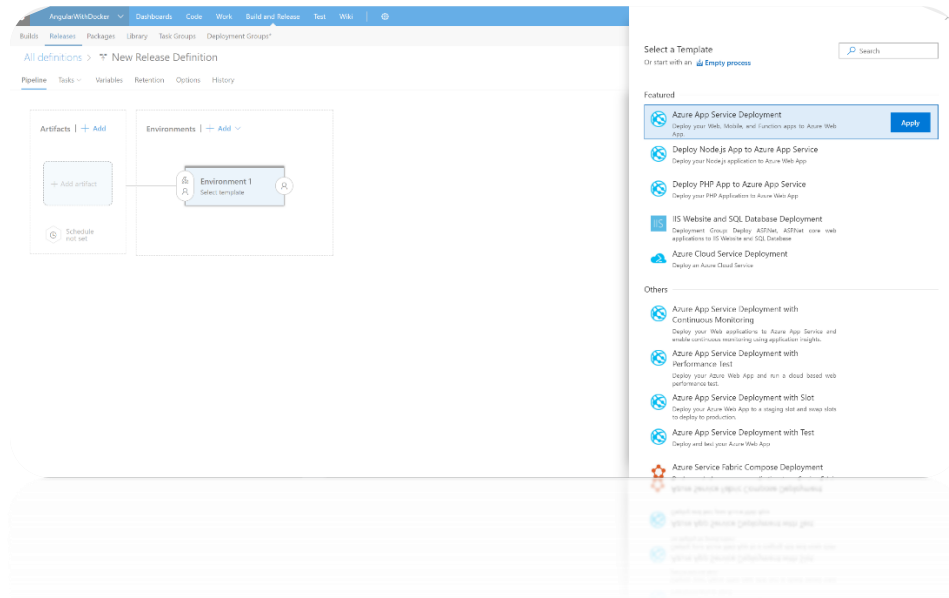 AngularWithDocker Dashboards Code Work Build and Release Test Wiki
Builds Releases Packages Library Task Groups Deployment Groups*
All definitions > New Release Definition
Pipeline Tasks Variables Retention Options History
Artifacts | + Add
Environments | + Add
+ Add artifact
Environment 1
Select template
Schedule
not set
Select a Template
Search
Or start with an Empty process
Featured
Azure App Service Deployment
Deploy your Web, Mobile, and Function apps to Azure Web
App
Apply
Deploy Node.js App to Azure App Service
Deploy your Node.js application to Azure Web App
Deploy PHP App to Azure App Service
Deploy your PHP Application to Azure Web App
IIS
IIS Website and SQL Database Deployment
Deployment Group: Deploy ASP.Net, ASP.Net core web
applications to IIS Website and SQL Database
Azure Cloud Service Deployment
Deploy an Azure Cloud Service
Others
Azure App Service Deployment with
Continuous Monitoring
Deploy your Web applications to Azure App Service and
enable continuous monitoring using application insights.
Azure App Service Deployment with
Performance Test
Deploy your Azure Web App and run a cloud based web
performance test.
Azure App Service Deployment with Slot
Deploy your Azure Web App to a staging slot and swap slots
to deploy to production.
Azure App Service Deployment with Test
Deploy and test your Azure Web App
Azure Service Fabric Compose Deployment